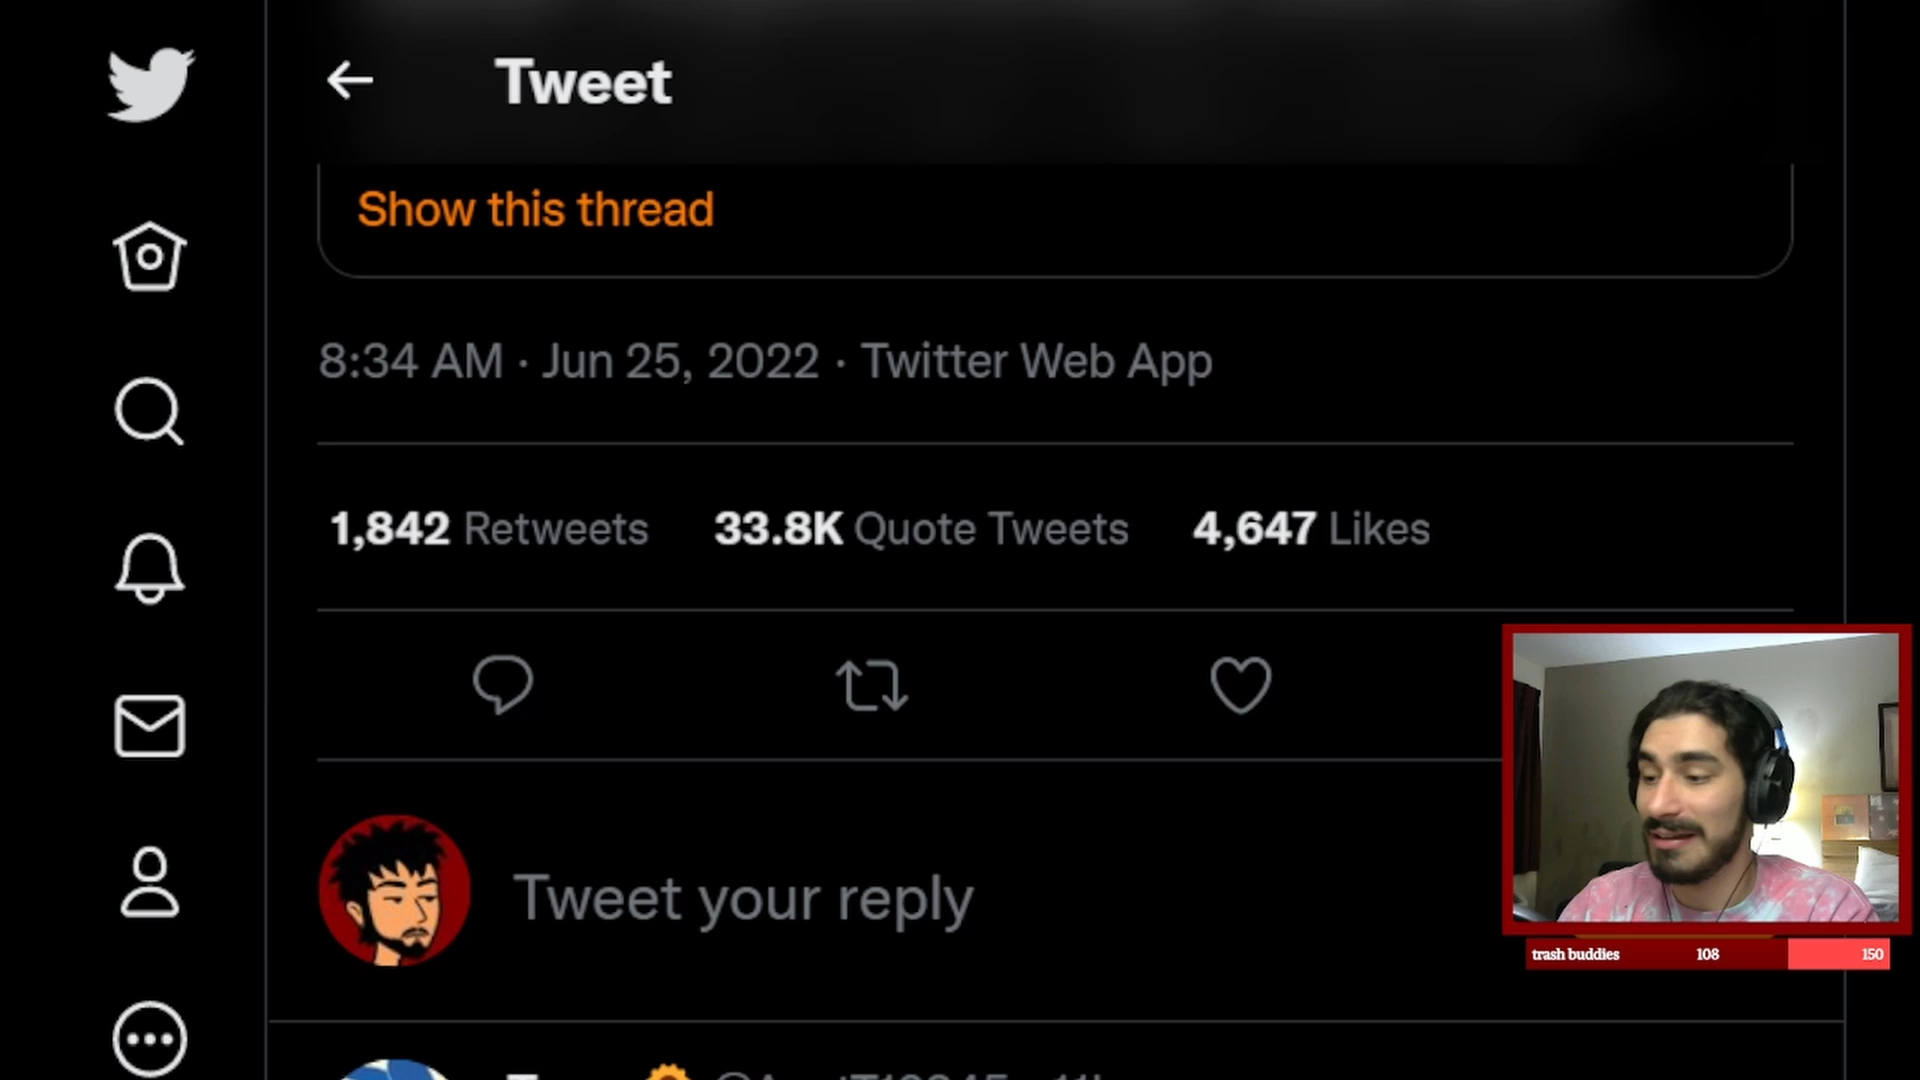 Tweet
Show this thread
8:34 AM · Jun 25, 2022 · Twitter Web App
1,842 Retweets 33.8K Quote Tweets 4,647 Likes
Tweet your reply
trash buddies 108 150